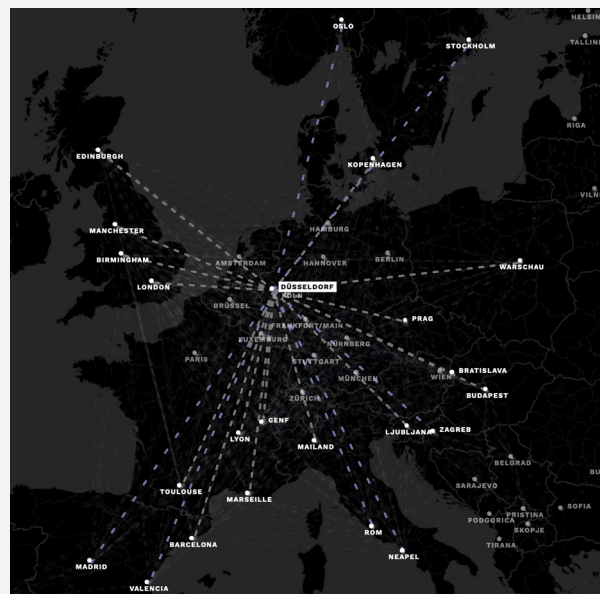 HELSIN
OSLO
TALLIN
STOCKHOLM
RIGA
EDINBURGH
KOPENHAGEN
VILN
MANCHESTER
HAMBURG
BIRMINGHAM
AMSTERDAM
HANNOVER
BERLIN
WARSCHAU
LONDON
DÜSSELDORF
KÖLN
BRÜSSEL
PRAG
FRANKFURT/MAIN
LUXEMBURG
NÜRNBERG
PARIS
STUTTGART
MÜNCHEN
WIEN
BRATISLAVA
BUDAPEST
ZÜRICH
GENF
LYON
MAILAND
LJUBLJANA
ZAGREB
BELGRAD
BU
SARAJEVO
TOULOUSE
MARSEILLE
SOFIA
PRISTINA
PODGORICA
SKOPJE
ROM
BARCELONA
TIRANA
NEAPEL
MADRID
VALENCIA